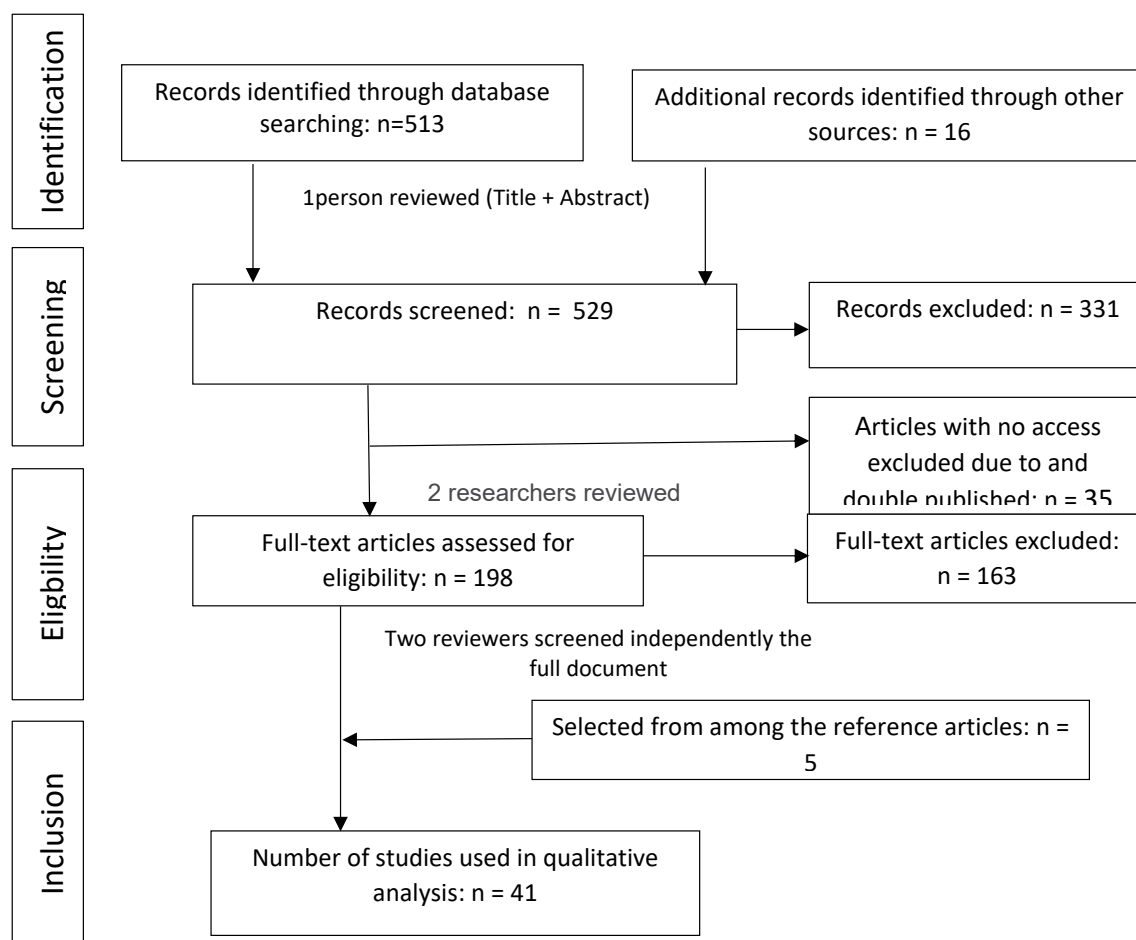 Identification
Records identified through database
searching: n=513
Additional records identified through other
sources: n = 16
1person reviewed (Title + Abstract)
Screening
Records screened:  n =  529
Records excluded: n = 331
Articles with no access
excluded due to and
double published: n = 35
2 researchers reviewed
Eligbility
Full-text articles assessed for
eligibility: n = 198
Full-text articles excluded:
n = 163
Two reviewers screened independently the
full document
Selected from among the reference articles: n =
5
Inclusion
Number of studies used in qualitative
analysis: n = 41